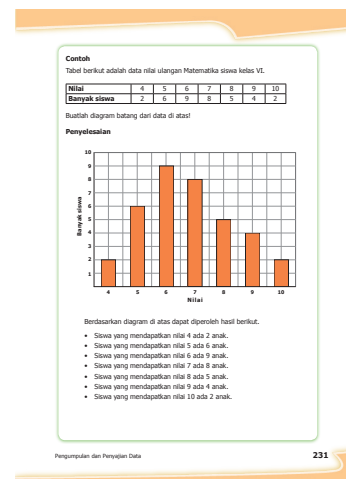 Contoh
Tabel berikut adalah data nilai ulangan Matematika siswa kelas VI.
Nilai 4 5 6 7 8 9 10
Banyak siswa 2 6 9 8 5 4 2
Buatlah diagram batang dari data di atas!
Penyelesaian
10
9
8
7
6
5
4
3
2
1
Banyak siswa
4 5 6 7 8 9 10
Nilai
Berdasarkan diagram di atas dapat diperoleh hasil berikut.
• Siswa yang mendapatkan nilai 4 ada 2 anak.
• Siswa yang mendapatkan nilai 5 ada 6 anak.
• Siswa yang mendapatkan nilai 6 ada 9 anak.
• Siswa yang mendapatkan nilai 7 ada 8 anak.
• Siswa yang mendapatkan nilai 8 ada 5 anak.
• Siswa yang mendapatkan nilai 9 ada 4 anak.
• Siswa yang mendapatkan nilai 10 ada 2 anak.
Pengumpulan dan Penyajian Data 231